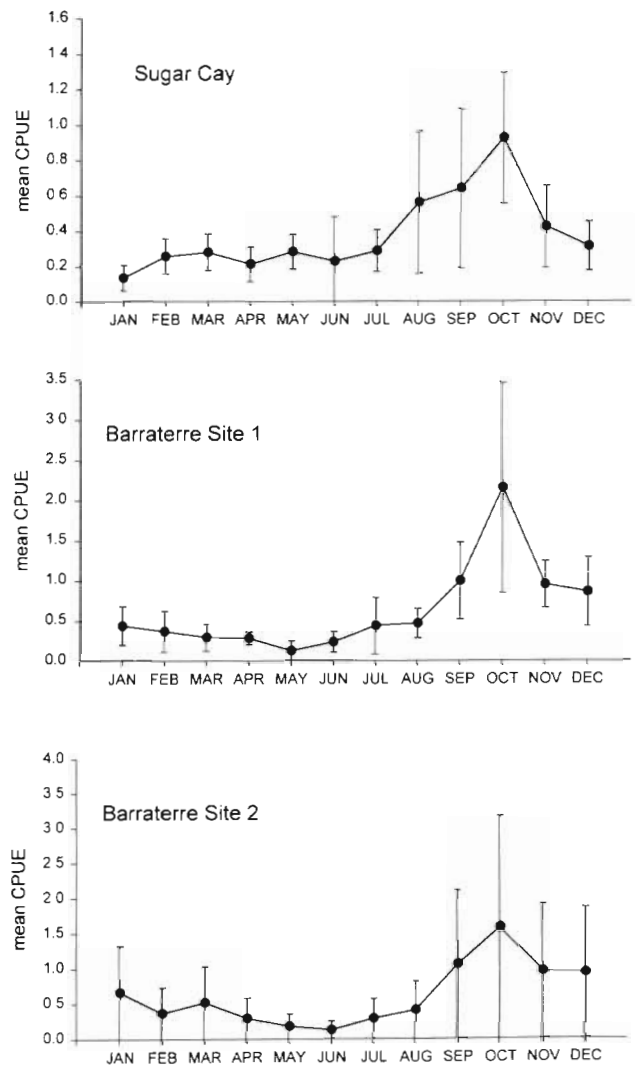 1.6
Sugar Cay
1.4
1.2
1.0
0.8
0.6
0.4
0.2
0.0
mean CPUE
JAN FEB MAR APR MAY JUN JUL AUG SEP OCT NOV DEC
3.5
Barraterre Site 1
3.0
2.5
2.0
1.5
1.0
0.5
0.0
mean CPUE
JAN FEB MAR APR MAY JUN JUL AUG SEP OCT NOV DEC
4.0
Barraterre Site 2
3.5
3.0
2.5
2.0
1.5
1.0
0.5
0.0
mean CPUE
JAN FEB MAR APR MAY JUN JUL AUG SEP OCT NOV DEC